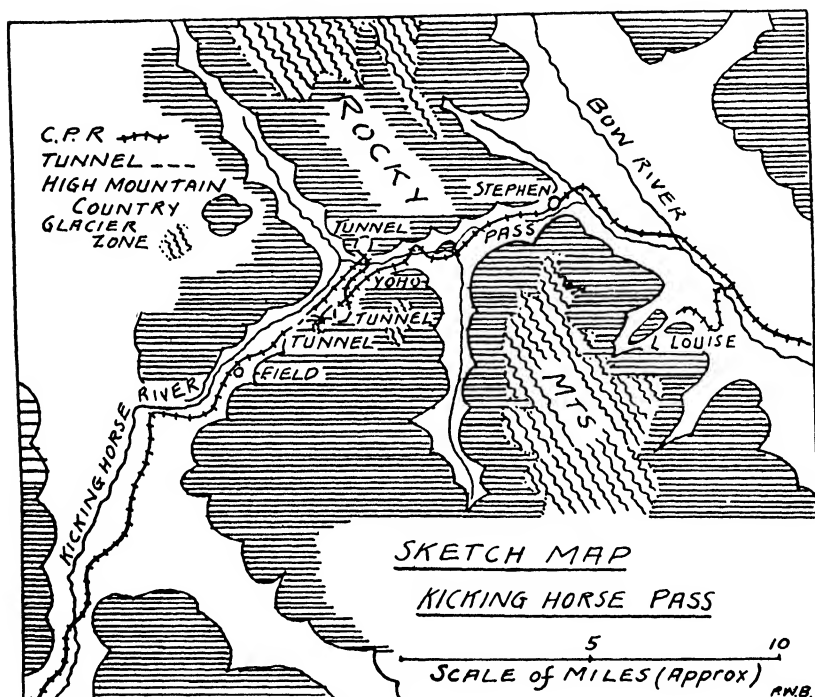 C.P.R
TUNNEL
HIGH MOUNTAIN
COUNTRY
GLACIER
ZONE
ROCKY
BOW RIVER
STEPHEN
PASS
TUNNEL
YOHO
TUNNEL
TUNNEL
FIELD
L LOUISE
MTS
KICKING HORSE RIVER
SKETCH MAP
KICKING HORSE PASS
5 10
SCALE of MILES (Approx)
R.W.B.